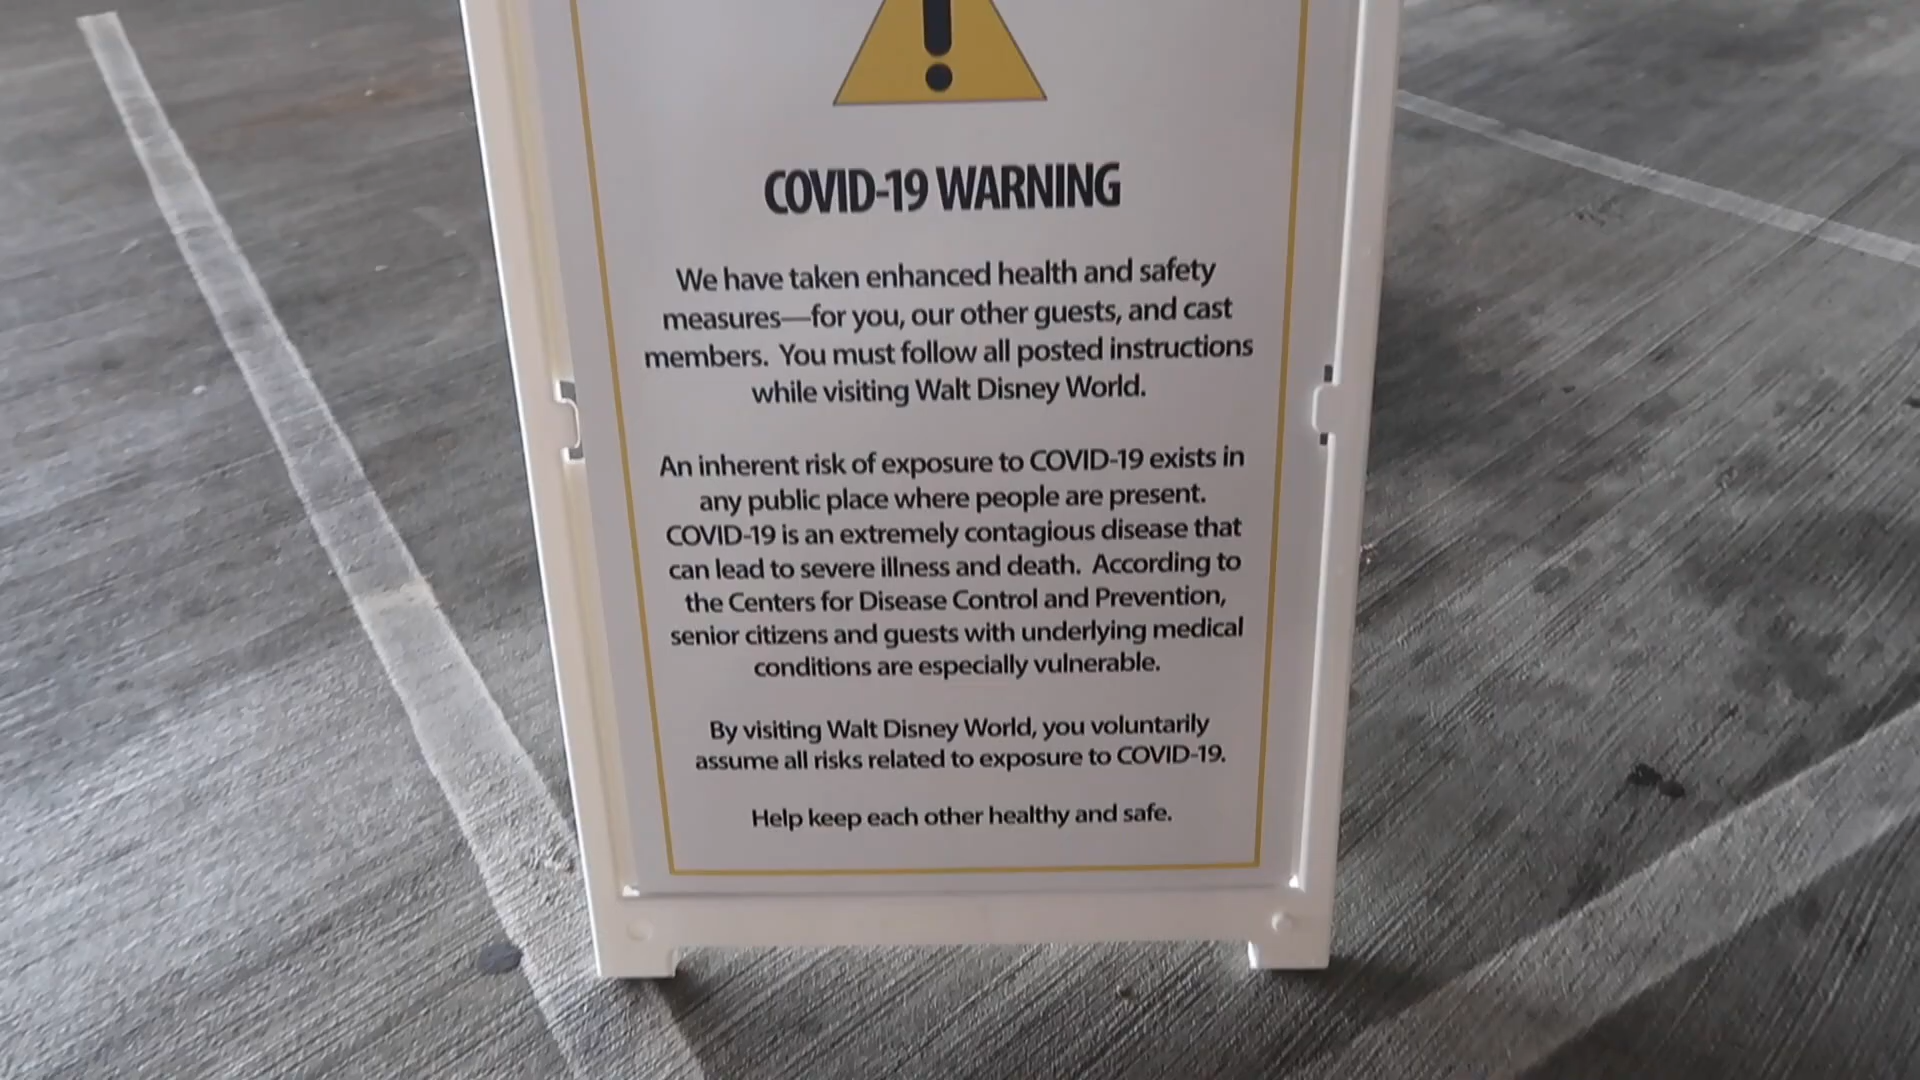 COVID-19 WARNING
We have taken enhanced health and safety
measures—for you, our other guests, and cast
members. You must follow all posted instructions
while visiting Walt Disney World.
An inherent risk of exposure to COVID-19 exists in
any public place where people are present.
COVID-19 is an extremely contagious disease that
can lead to severe illness and death. According to
the Centers for Disease Control and Prevention,
senior citizens and guests with underlying medical
conditions are especially vulnerable.
By visiting Walt Disney World, you voluntarily
assume all risks related to exposure to COVID-19.
Help keep each other healthy and safe.